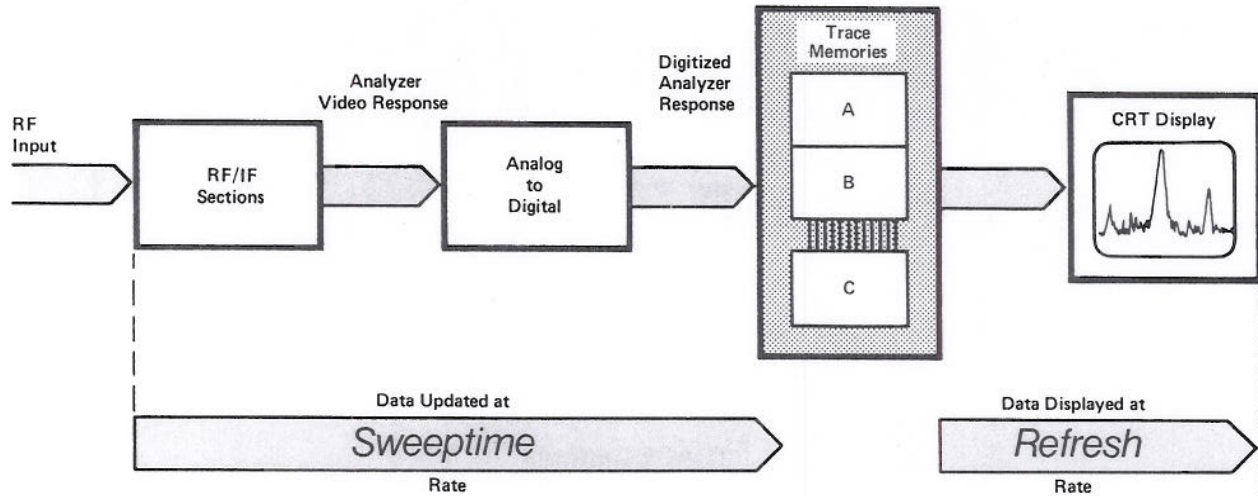 RF
Input
RF/IF
Sections
Analyzer
Video Response
Analog
to
Digital
Digitized
Analyzer
Response
Trace
Memories
A
B
C
CRT Display
Data Updated at
Sweeptime
Rate
Data Displayed at
Refresh
Rate